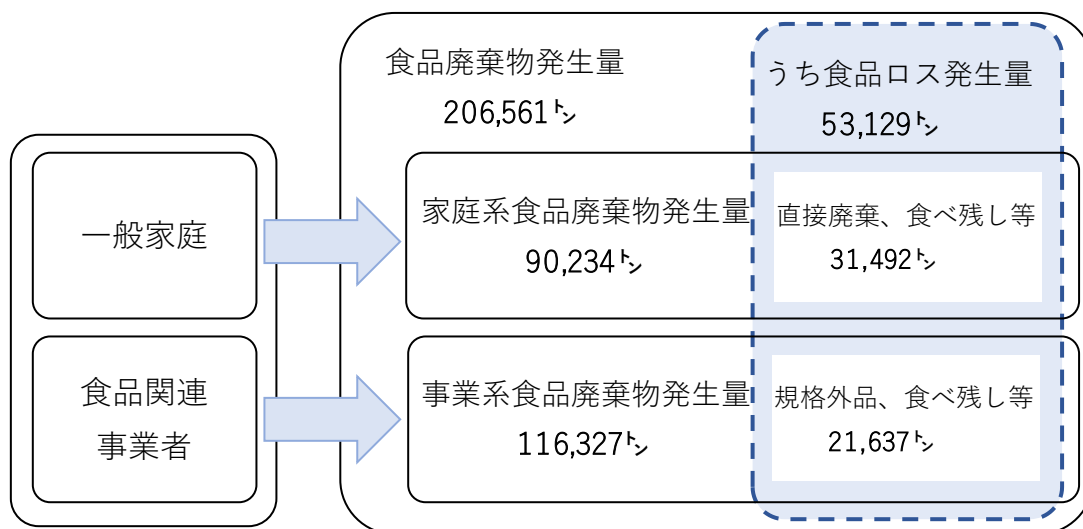 食品廃棄物発生量
206,561㌧
うち食品ロス発生量
53,129㌧
一般家庭
家庭系食品廃棄物発生量
90,234㌧
直接廃棄、食べ残し等
31,492㌧
食品関連
事業者
事業系食品廃棄物発生量
116,327㌧
規格外品、食べ残し等
21,637㌧